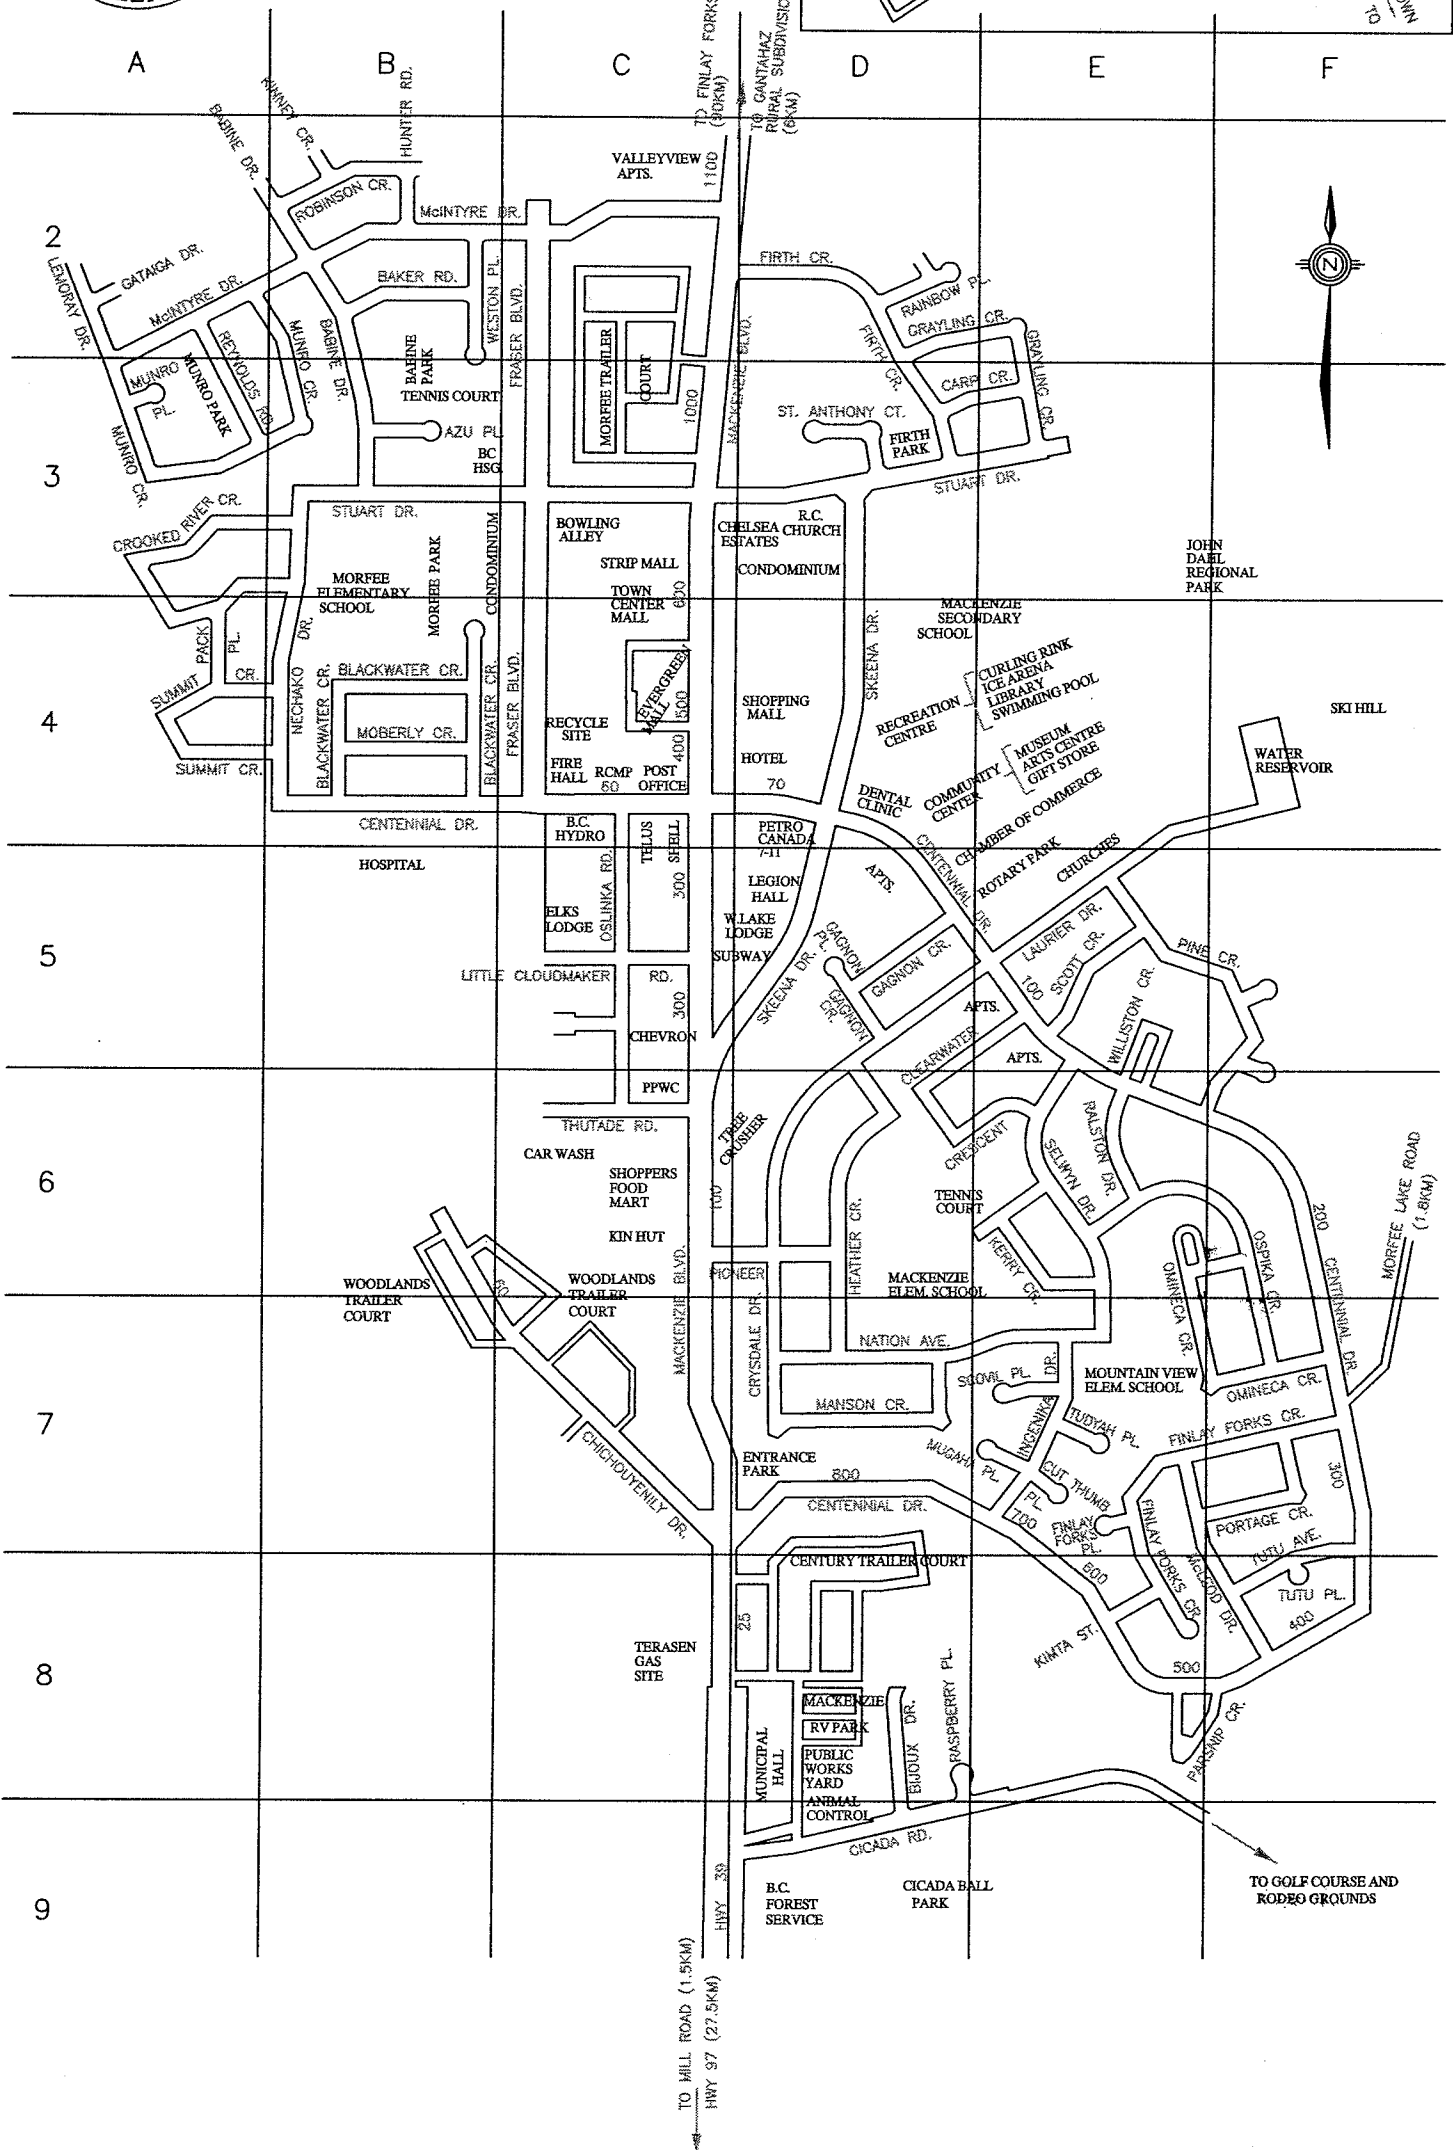 A
B
C
D
E
F
TO FINLAY FORKS
(90KM)
TO GANTAHAZ
RURAL SUBDIVISION
(6KM)
TO
KINNEY CR.
BABINE DR.
HUNTER RD.
VALLEYVIEW
APTS.
1100
ROBINSON CR.
McINTYRE DR.
2
LEMORAY DR.
GATAIGA DR.
McINTYRE DR.
BAKER RD.
WESTON PL.
FRASER BLVD.
FIRTH CR.
RAINBOW PL.
GRAYLING CR.
N
MUNRO
PL.
MUNRO PARK
REYNOLDS RD.
MUNRO CR.
BABINE DR.
BABINE
PARK
TENNIS COURT
MORFEE TRAILER
COURT
1000
MACKENZIE BLVD.
FIRTH CR.
CARP CR.
GRAYLING CR.
ST. ANTHONY CT.
FIRTH
PARK
MUNRO CR.
AZU PL.
BC
HSG.
3
STUART DR.
STUART DR.
CROOKED
RIVER CR.
BOWLING
ALLEY
CHELSEA
ESTATES
R.C.
CHURCH
STRIP MALL
CONDOMINIUM
JOHN
DAHL
REGIONAL
PARK
MORFEE
ELEMENTARY
SCHOOL
MORFEE PARK
CONDOMINIUM
TOWN
CENTER
MALL
600
MACKENZIE
SECONDARY
SCHOOL
SKEENA DR.
PACK
PL.
NECHAKO
DR.
BLACKWATER CR.
BLACKWATER CR.
BLACKWATER CR.
FRASER BLVD.
EVERGREEN
MALL
500
RECREATION
CENTRE
CURLING RINK
ICE ARENA
LIBRARY
SWIMMING POOL
SUMMIT
CR.
4
MOBERLY CR.
RECYCLE
SITE
SHOPPING
MALL
SKI HILL
SUMMIT CR.
FIRE
HALL
RCMP
60
POST
OFFICE
400
HOTEL
70
DENTAL
CLINIC
COMMUNITY
CENTER
MUSEUM
ARTS CENTRE
GIFT STORE
WATER
RESERVOIR
CENTENNIAL DR.
B.C.
HYDRO
TELUS
SHELL
PETRO
CANADA
7-11
CHAMBER OF COMMERCE
HOSPITAL
OSLINKA RD.
300
LEGION
HALL
APTS.
CENTENNIAL DR.
ROTARY PARK
CHURCHES
ELKS
LODGE
W.LAKE
LODGE
5
SUBWAY
SKEENA DR.
GAGNON
PL.
GAGNON CR.
GAGNON
CR.
LAURIER DR.
SCOTT CR.
100
PINE CR.
LITTLE CLOUDMAKER
RD.
300
CHEVRON
APTS.
WILLISTON CR.
CLEARWATER
APTS.
PPWC
THUTADE RD.
TREE
CRUSHER
CRESCENT
RALSTON DR.
SELWYN DR.
CAR WASH
6
SHOPPERS
FOOD
MART
100
TENNIS
COURT
KIN HUT
HEATHER CR.
KERRY CR.
OSPIKA CR.
200
MORFEE LAKE ROAD
(1.8KM)
WOODLANDS
TRAILER
COURT
60
WOODLANDS
TRAILER
COURT
MACKENZIE BLVD.
PIONEER
MACKENZIE
ELEM. SCHOOL
OMINECA CR.
CENTENNIAL DR.
CRYSDALE DR.
NATION AVE.
SCOVIL PL.
DR.
MOUNTAIN VIEW
ELEM. SCHOOL
OMINECA CR.
7
MANSON CR.
INGENIKA
TUDYAH PL.
FINLAY FORKS CR.
CHICHOUYENILY DR.
ENTRANCE
PARK
MUGAHA PL.
CUT THUMB
PL.
800
CENTENNIAL DR.
700
FINLAY
FORKS
PL.
FINLAY FORKS CR.
300
PORTAGE CR.
TUTU AVE.
CENTURY TRAILER COURT
600
McLEOD DR.
TUTU PL.
400
25
KIMTA ST.
8
TERASEN
GAS
SITE
500
MACKENZIE
RV PARK
BIJOUX DR.
RASPBERRY PL.
PARSNIP CR.
MUNICIPAL
HALL
PUBLIC
WORKS
YARD
ANIMAL
CONTROL
CICADA RD.
9
HWY 39
B.C.
FOREST
SERVICE
CICADA BALL
PARK
TO GOLF COURSE AND
RODEO GROUNDS
TO MILL ROAD (1.5KM)
HWY 97 (27.5KM)